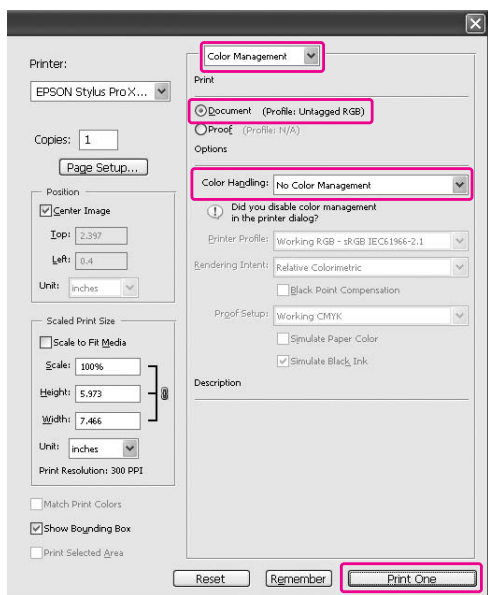 Printer:
EPSON Stylus Pro X...
Copies: 1
Page Setup...
Position
Center Image
Top: 2.397
Left: 0.4
Unit: inches
Scaled Print Size
Scale to Fit Media
Scale: 100%
Height: 5.973
Width: 7.466
Unit: inches
Print Resolution: 300 PPI
Match Print Colors
Show Bounding Box
Print Selected Area
Color Management
Print
Document (Profile: Untagged RGB)
Proof (Profile: N/A)
Options
Color Handling: No Color Management
Did you disable color management
in the printer dialog?
Printer Profile: Working RGB - sRGB IEC61966-2.1
Rendering Intent: Relative Colorimetric
Black Point Compensation
Proof Setup: Working CMYK
Simulate Paper Color
Simulate Black Ink
Description
Reset Remember Print One